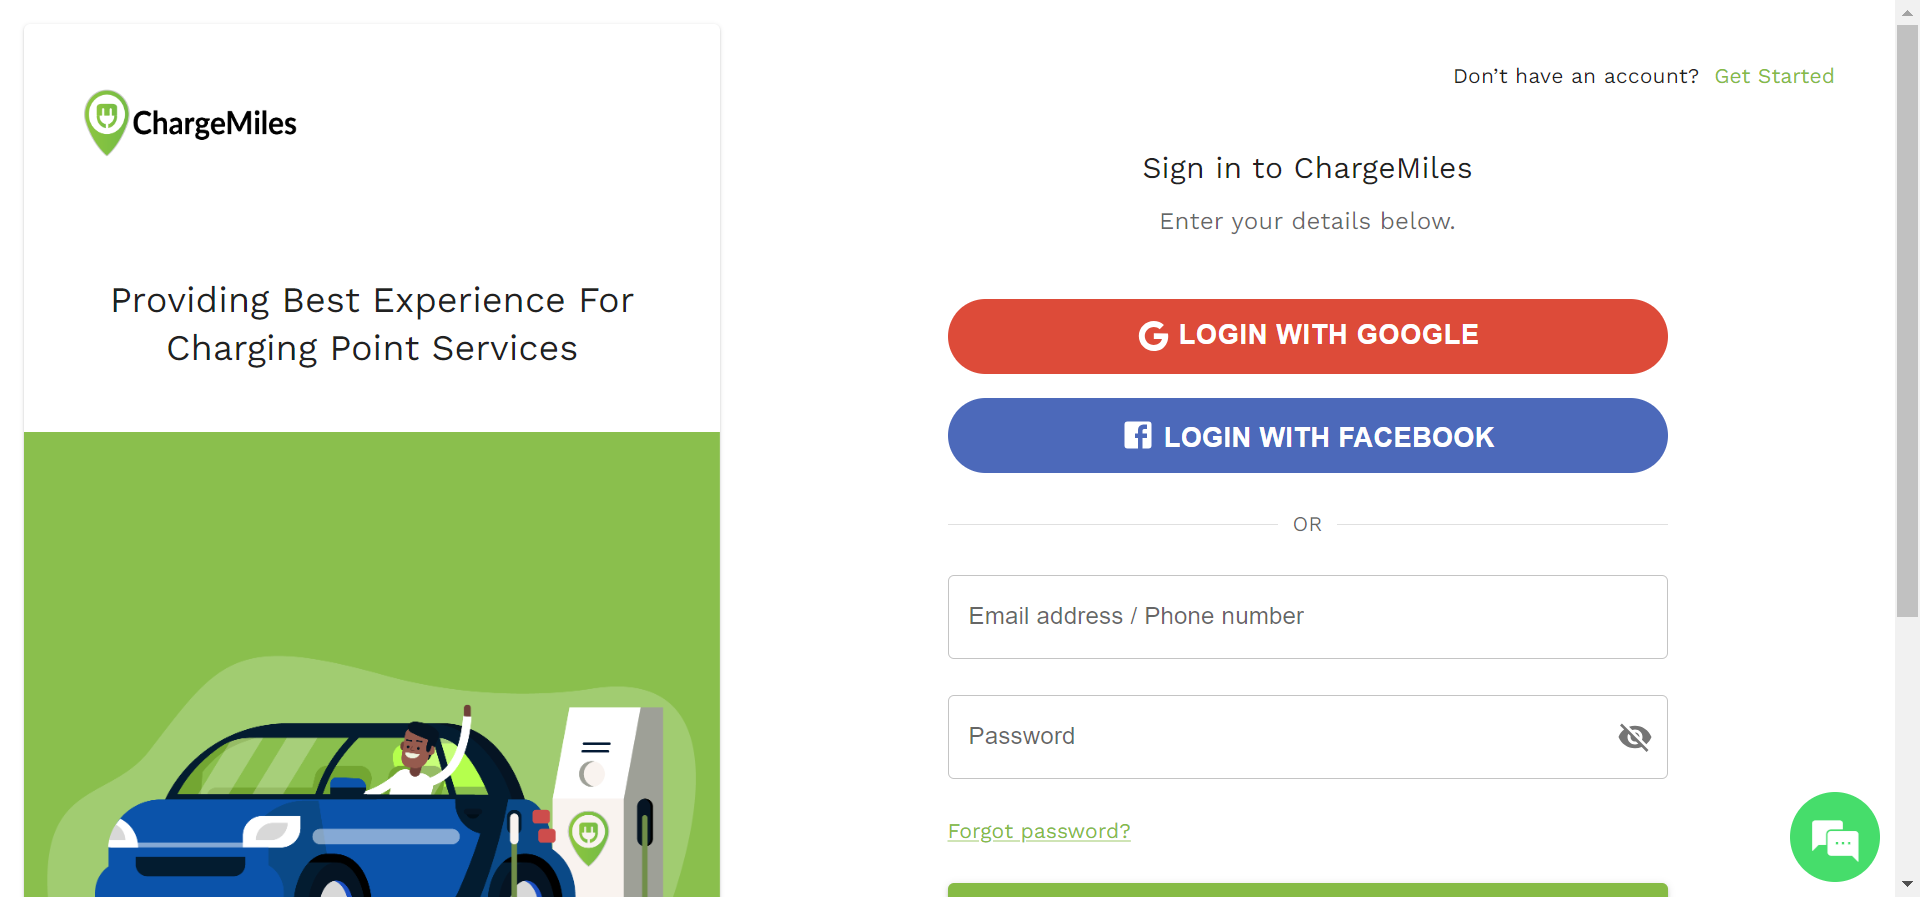 ChargeMiles
Providing Best Experience For
Charging Point Services
Don’t have an account? Get Started
Sign in to ChargeMiles
Enter your details below.
LOGIN WITH GOOGLE
LOGIN WITH FACEBOOK
OR
Email address / Phone number
Password
Forgot password?